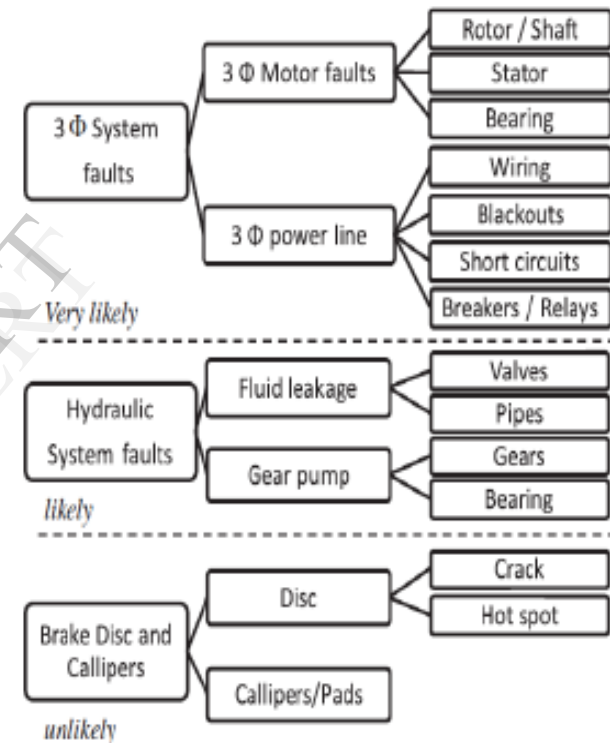 3 Φ System
faults
3 Φ Motor faults
Rotor / Shaft
Stator
Bearing
3 Φ power line
Wiring
Blackouts
Short circuits
Breakers / Relays
Very likely
Hydraulic
System faults
Fluid leakage
Valves
Pipes
Gear pump
Gears
Bearing
likely
Brake Disc and
Callipers
Disc
Crack
Hot spot
Callipers/Pads
unlikely